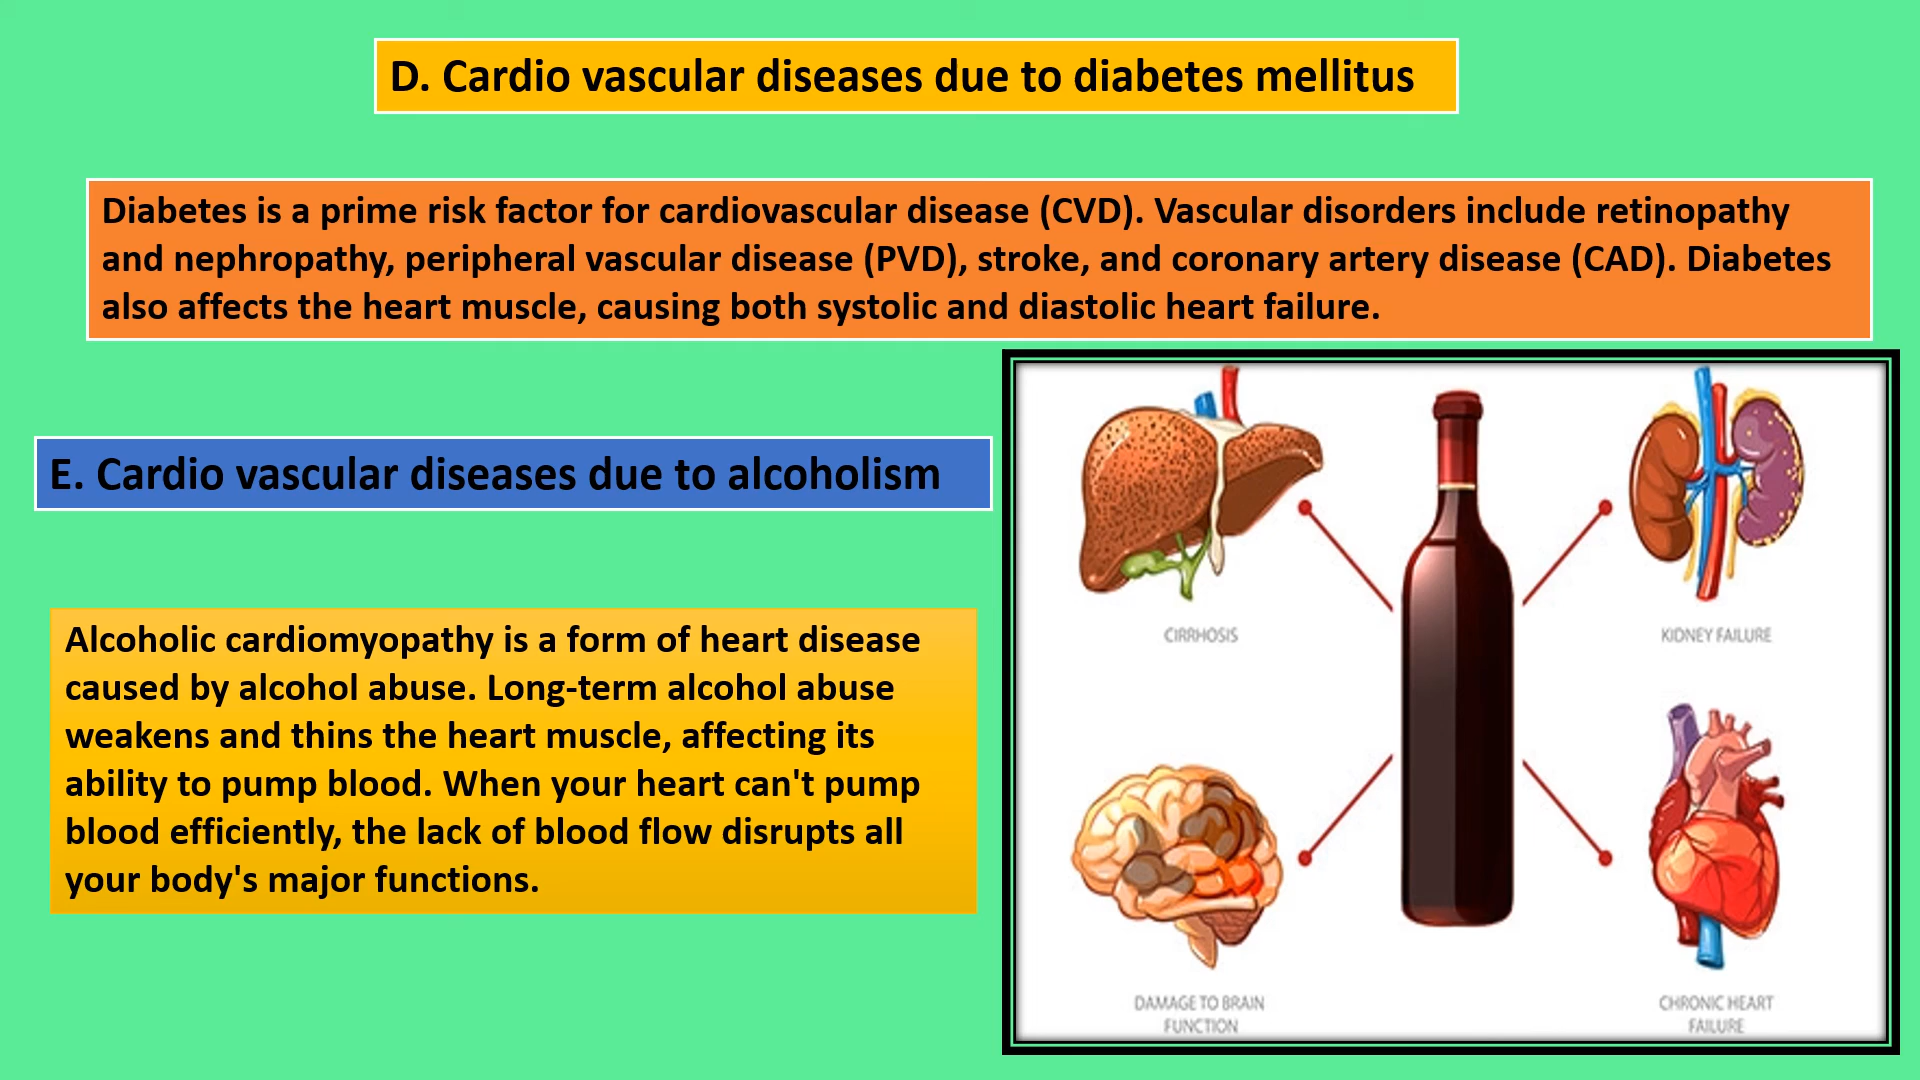 D. Cardio vascular diseases due to diabetes mellitus
Diabetes is a prime risk factor for cardiovascular disease (CVD). Vascular disorders include retinopathy
and nephropathy, peripheral vascular disease (PVD), stroke, and coronary artery disease (CAD). Diabetes
also affects the heart muscle, causing both systolic and diastolic heart failure.
E. Cardio vascular diseases due to alcoholism
Alcoholic cardiomyopathy is a form of heart disease
caused by alcohol abuse. Long-term alcohol abuse
weakens and thins the heart muscle, affecting its
ability to pump blood. When your heart can't pump
blood efficiently, the lack of blood flow disrupts all
your body's major functions.
CIRRHOSIS
KIDNEY FAILURE
DAMAGE TO BRAIN
FUNCTION
CHRONIC HEART
FAILURE